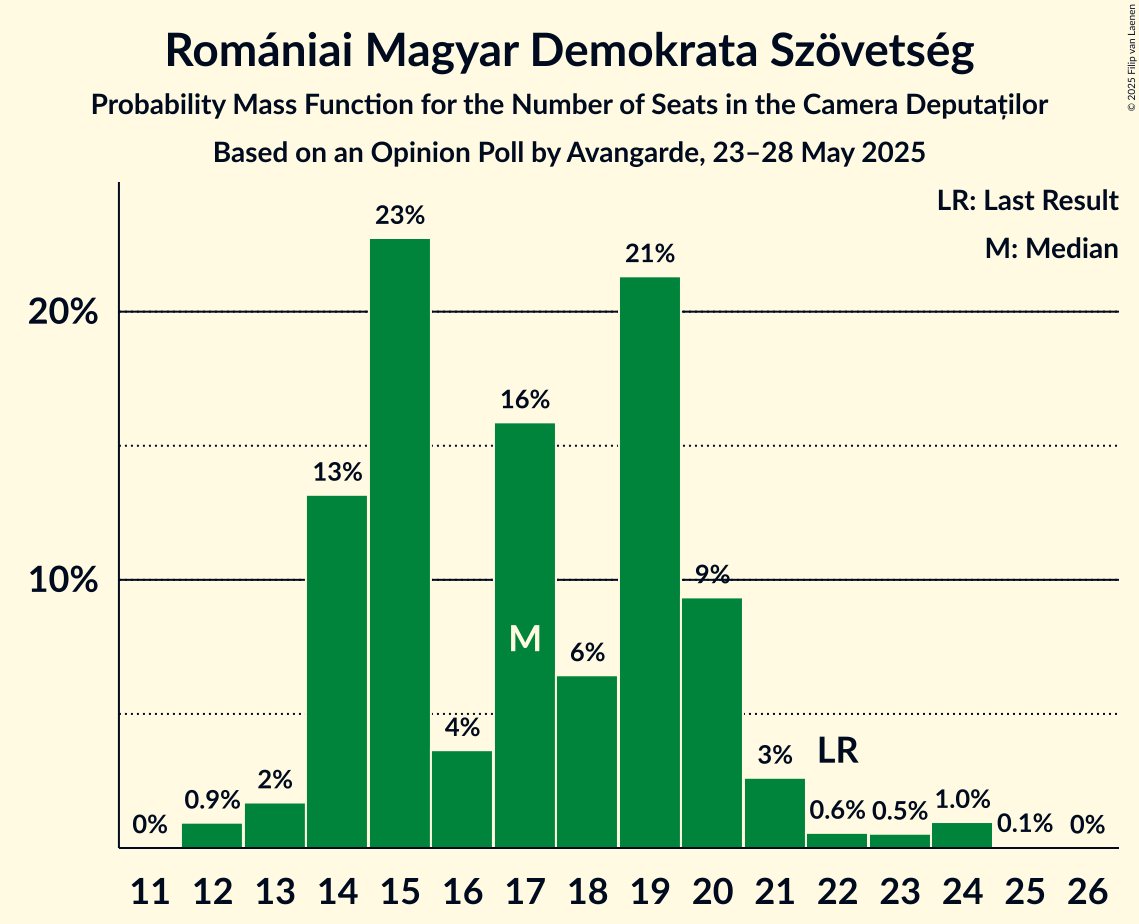 Romániai Magyar Demokrata Szövetség
Probability Mass Function for the Number of Seats in the Camera Deputaților
Based on an Opinion Poll by Avangarde, 23–28 May 2025
© 2025 Filip van Laenen
LR: Last Result
M: Median
20%
10%
0%
0.9%
2%
13%
23%
4%
16%
6%
21%
9%
3%
0.6%
0.5%
1.0%
0.1%
0%
M
LR
11 12 13 14 15 16 17 18 19 20 21 22 23 24 25 26